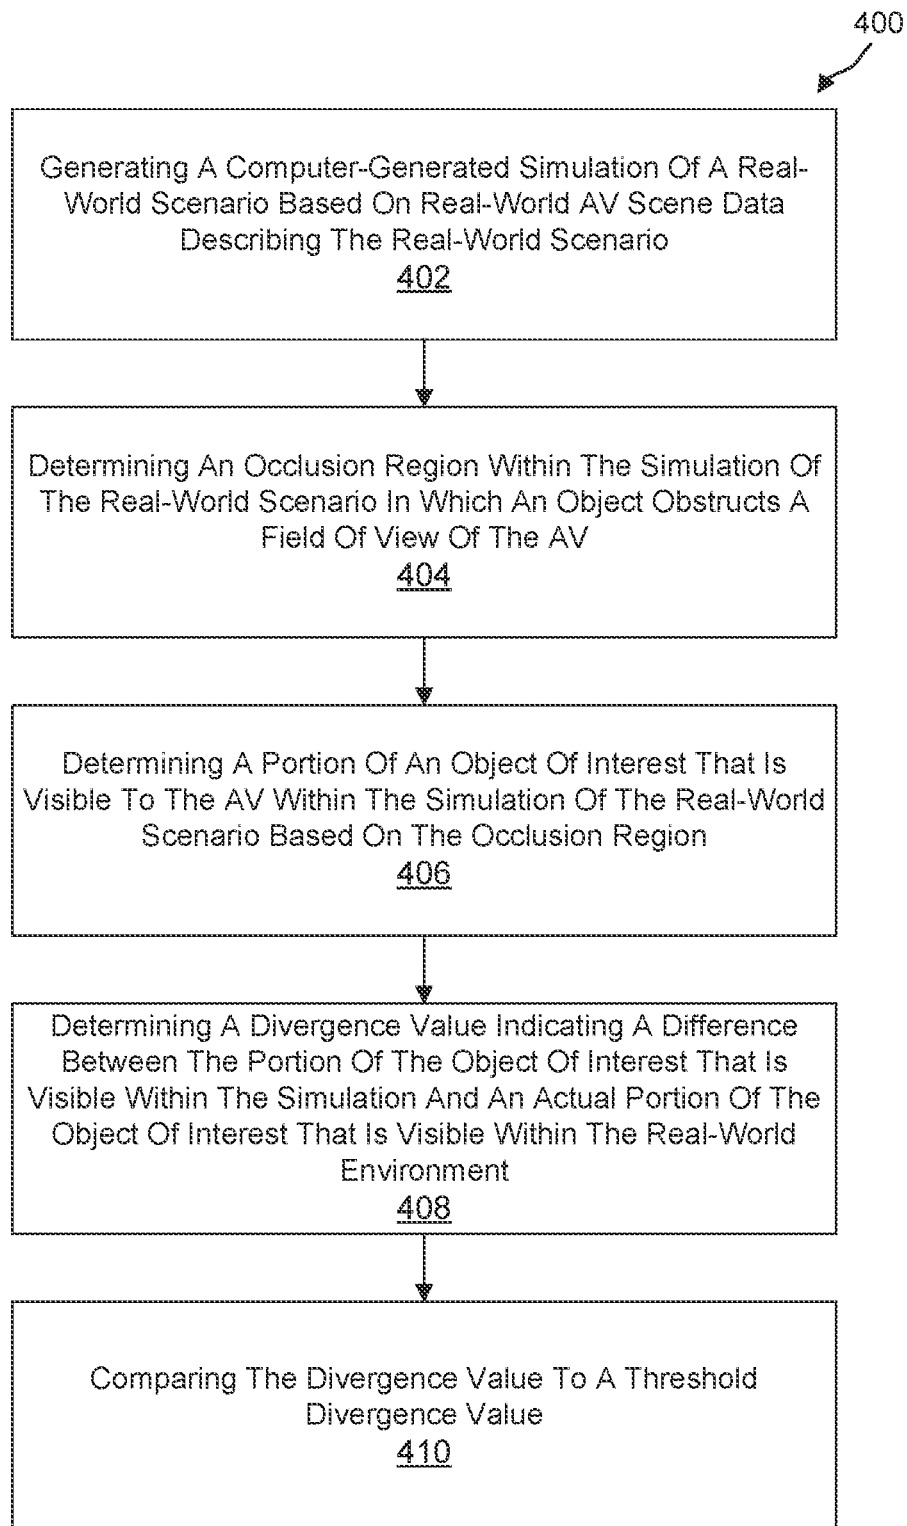 400
Generating A Computer-Generated Simulation Of A Real-
World Scenario Based On Real-World AV Scene Data
Describing The Real-World Scenario
402
Determining An Occlusion Region Within The Simulation Of
The Real-World Scenario In Which An Object Obstructs A
Field Of View Of The AV
404
Determining A Portion Of An Object Of Interest That Is
Visible To The AV Within The Simulation Of The Real-World
Scenario Based On The Occlusion Region
406
Determining A Divergence Value Indicating A Difference
Between The Portion Of The Object Of Interest That Is
Visible Within The Simulation And An Actual Portion Of The
Object Of Interest That Is Visible Within The Real-World
Environment
408
Comparing The Divergence Value To A Threshold
Divergence Value
410